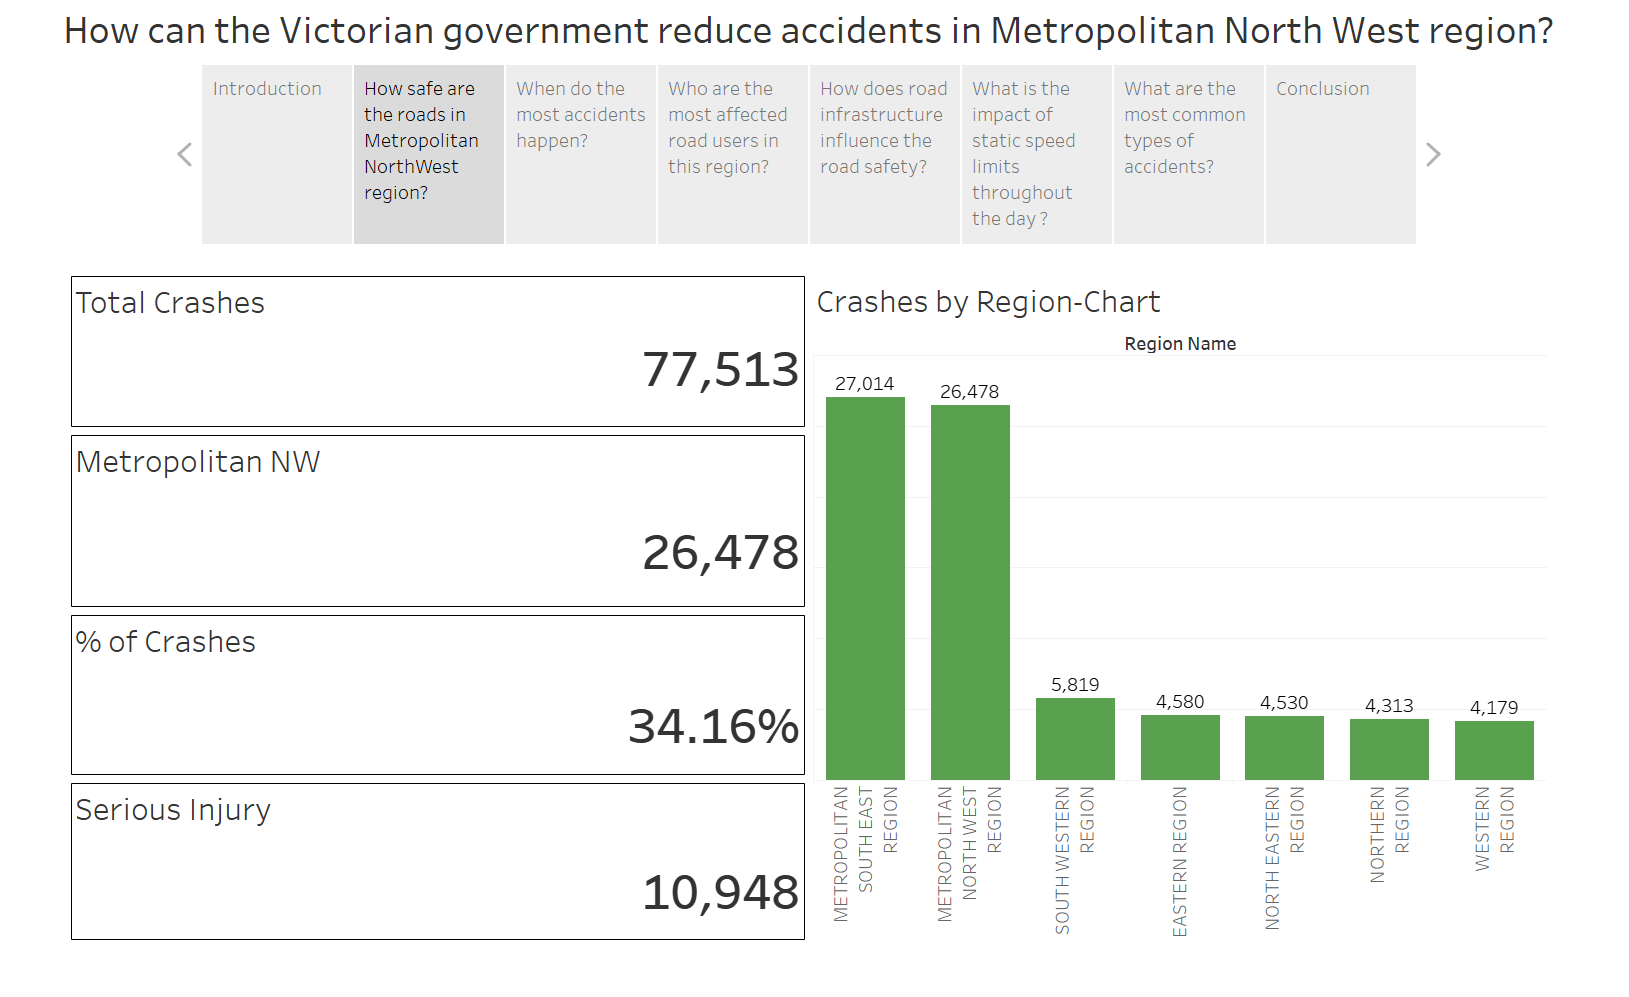 How can the Victorian government reduce accidents in Metropolitan North West region?
Introduction
How safe are
the roads in
Metropolitan
NorthWest
region?
When do the
most accidents
happen?
Who are the
most affected
road users in
this region?
How does road
infrastructure
influence the
road safety?
What is the
impact of
static speed
limits
throughout
the day ?
What are the
most common
types of
accidents?
Conclusion
Total Crashes
77,513
Metropolitan NW
26,478
% of Crashes
34.16%
Serious Injury
10,948
Crashes by Region-Chart
Region Name
27,014
26,478
5,819
4,580
4,530
4,313
4,179
METROPOLITAN
SOUTH EAST
REGION
METROPOLITAN
NORTH WEST
REGION
SOUTH WESTERN
REGION
EASTERN REGION
NORTH EASTERN
REGION
NORTHERN
REGION
WESTERN
REGION